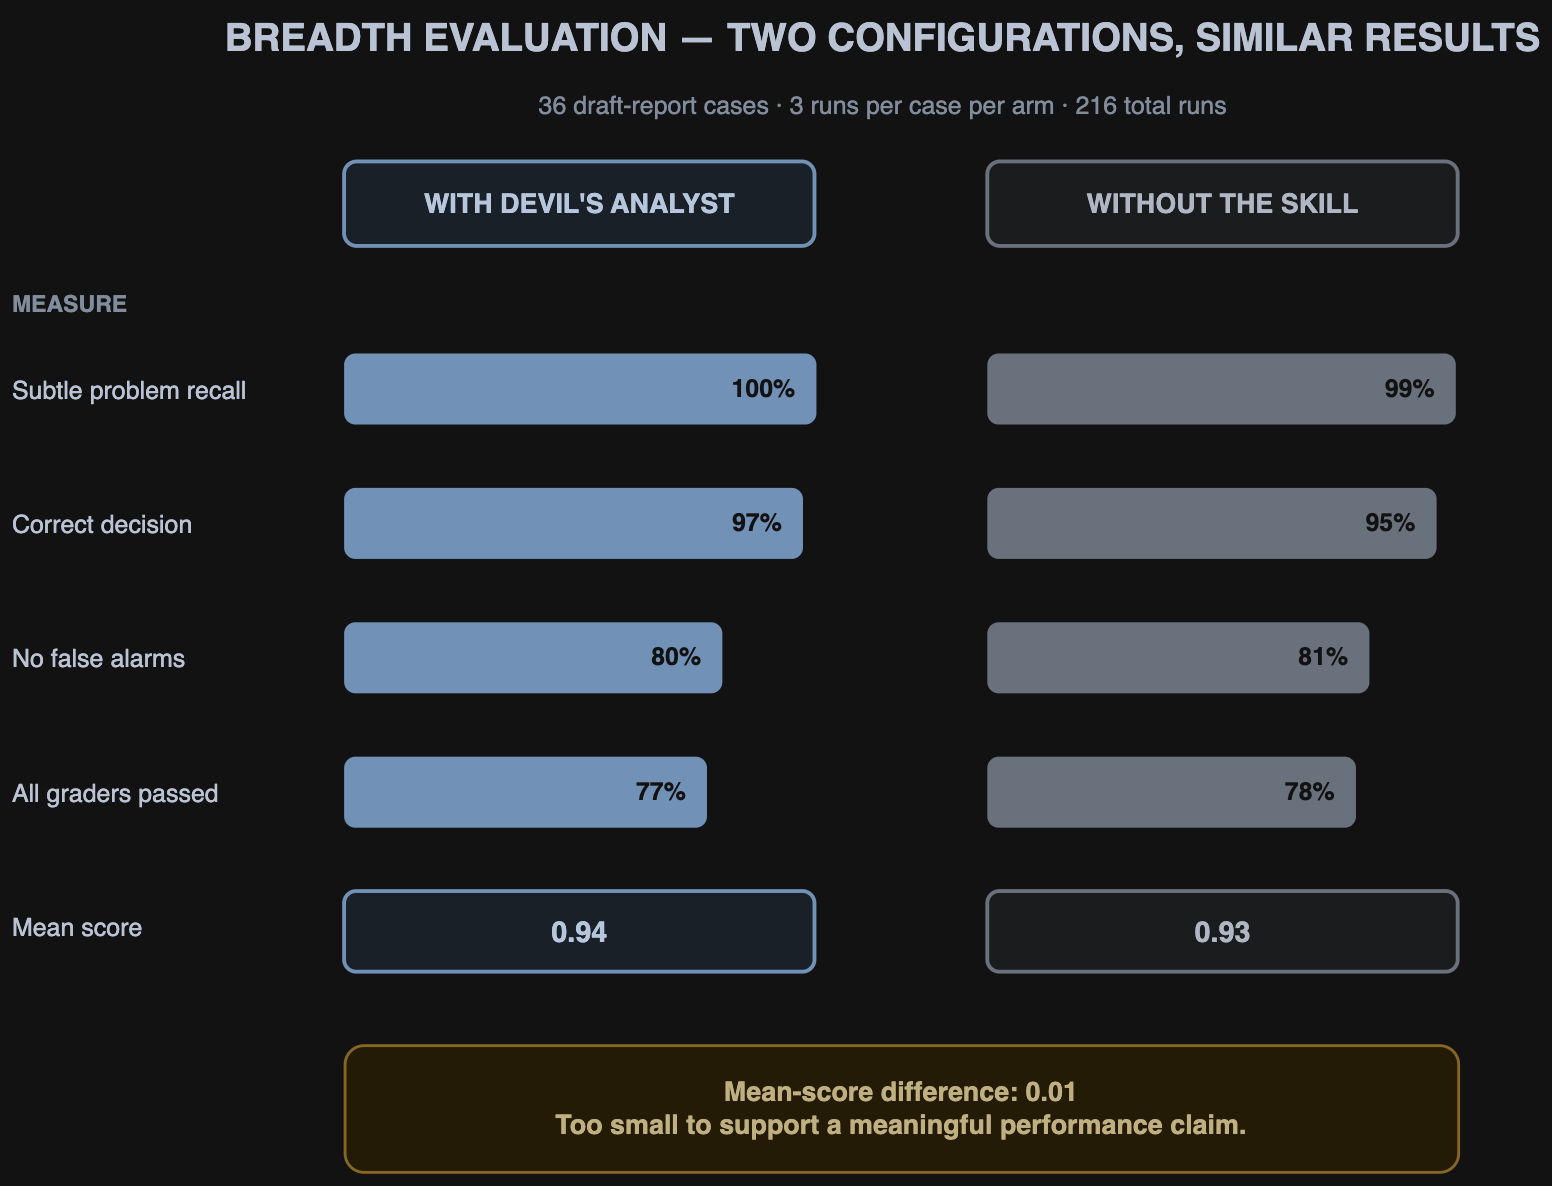 BREADTH EVALUATION — TWO CONFIGURATIONS, SIMILAR RESULTS
36 draft-report cases · 3 runs per case per arm · 216 total runs
WITH DEVIL'S ANALYST
WITHOUT THE SKILL
MEASURE
Subtle problem recall
100%
99%
Correct decision
97%
95%
No false alarms
80%
81%
All graders passed
77%
78%
Mean score
0.94
0.93
Mean-score difference: 0.01
Too small to support a meaningful performance claim.